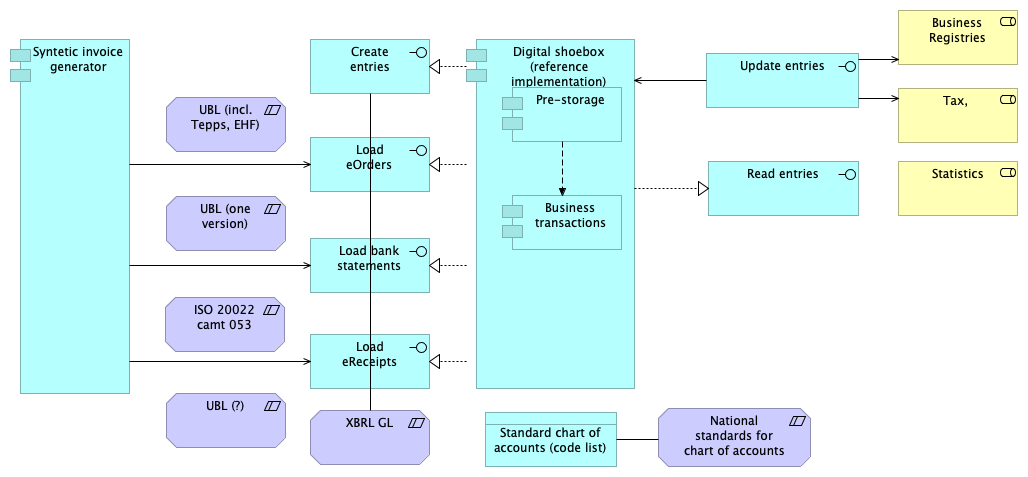 Syntetic invoice
generator
UBL (incl.
Tepps, EHF)
UBL (one
version)
ISO 20022
camt 053
UBL (?)
Create
entries
Load
eOrders
Load bank
statements
Load
eReceipts
XBRL GL
Digital shoebox
(reference
implementation)
Pre-storage
Business
transactions
Standard chart of
accounts (code list)
National
standards for
chart of accounts
Update entries
Read entries
Business
Registries
Tax,
Statistics